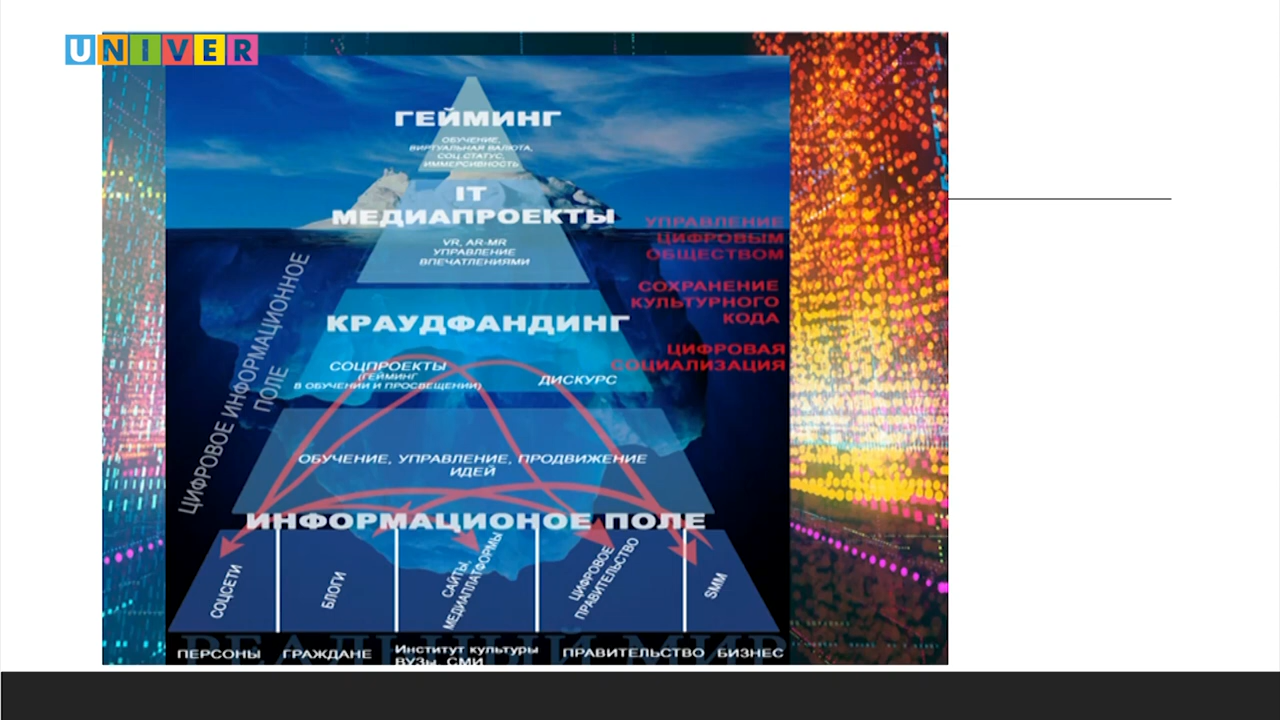 UNIVER
ГЕЙМИНГ
ОБУЧЕНИЕ,
ВИРТУАЛЬНАЯ ВАЛЮТА,
СОЦ СТАТУС,
ИММЕРСИВНОСТЬ
IT
МЕДИАПРОЕКТЫ
VR, AR-MR
УПРАВЛЕНИЕ
ВПЕЧАТЛЕНИЯМИ
УПРАВЛЕНИЕ
ЦИФРОВЫМ
ОБЩЕСТВОМ
СОХРАНЕНИЕ
КУЛЬТУРНОГО
КОДА
ЦИФРОВАЯ
СОЦИАЛИЗАЦИЯ
ЦИФРОВОЕ ИНФОРМАЦИОННОЕ
ПОЛЕ
КРАУДФАНДИНГ
СОЦПРОЕКТЫ
(ГЕЙМИНГ
В ОБУЧЕНИИ И ПРОСВЕЩЕНИИ)
ДИСКУРС
ОБУЧЕНИЕ, УПРАВЛЕНИЕ, ПРОДВИЖЕНИЕ
ИДЕЙ
ИНФОРМАЦИОНОЕ ПОЛЕ
СОЦСЕТИ
БЛОГИ
САЙТЫ,
МЕДИАПЛАТФОРМЫ
ЦИФРОВОЕ
ПРАВИТЕЛЬСТВО
SMM
РЕАЛЬНЫЙ МИР
ПЕРСОНЫ
ГРАЖДАНЕ
Институт культуры
ВУЗы, СМИ
ПРАВИТЕЛЬСТВО
БИЗНЕС